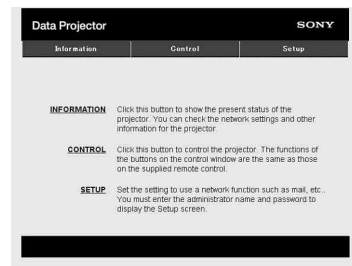 Data Projector SONY
Information Control Setup
INFORMATION Click this button to show the present status of the
projector. You can check the network settings and other
information for the projector.
CONTROL Click this button to control the projector. The functions of
the buttons on the control window are the same as those
on the supplied remote control.
SETUP Set the setting to use a network function such as mail, etc..
You must enter the administrator name and password to
display the Setup screen.